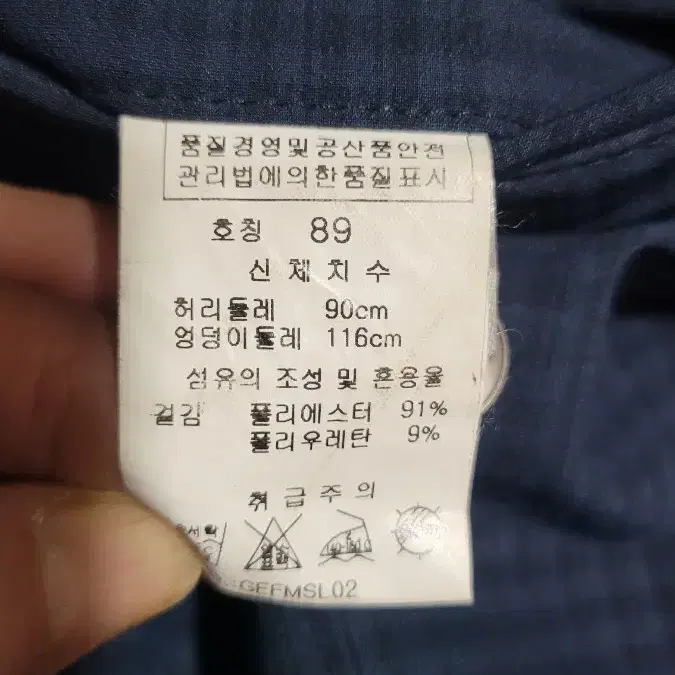 품질경영및공산품안전
관리법에의한품질표시
호칭 89
신체치수
허리둘레 90cm
엉덩이둘레 116cm
섬유의 조성 및 혼용율
겉감 폴리에스터 91%
폴리우레탄 9%
취급주의
GEFMSL02